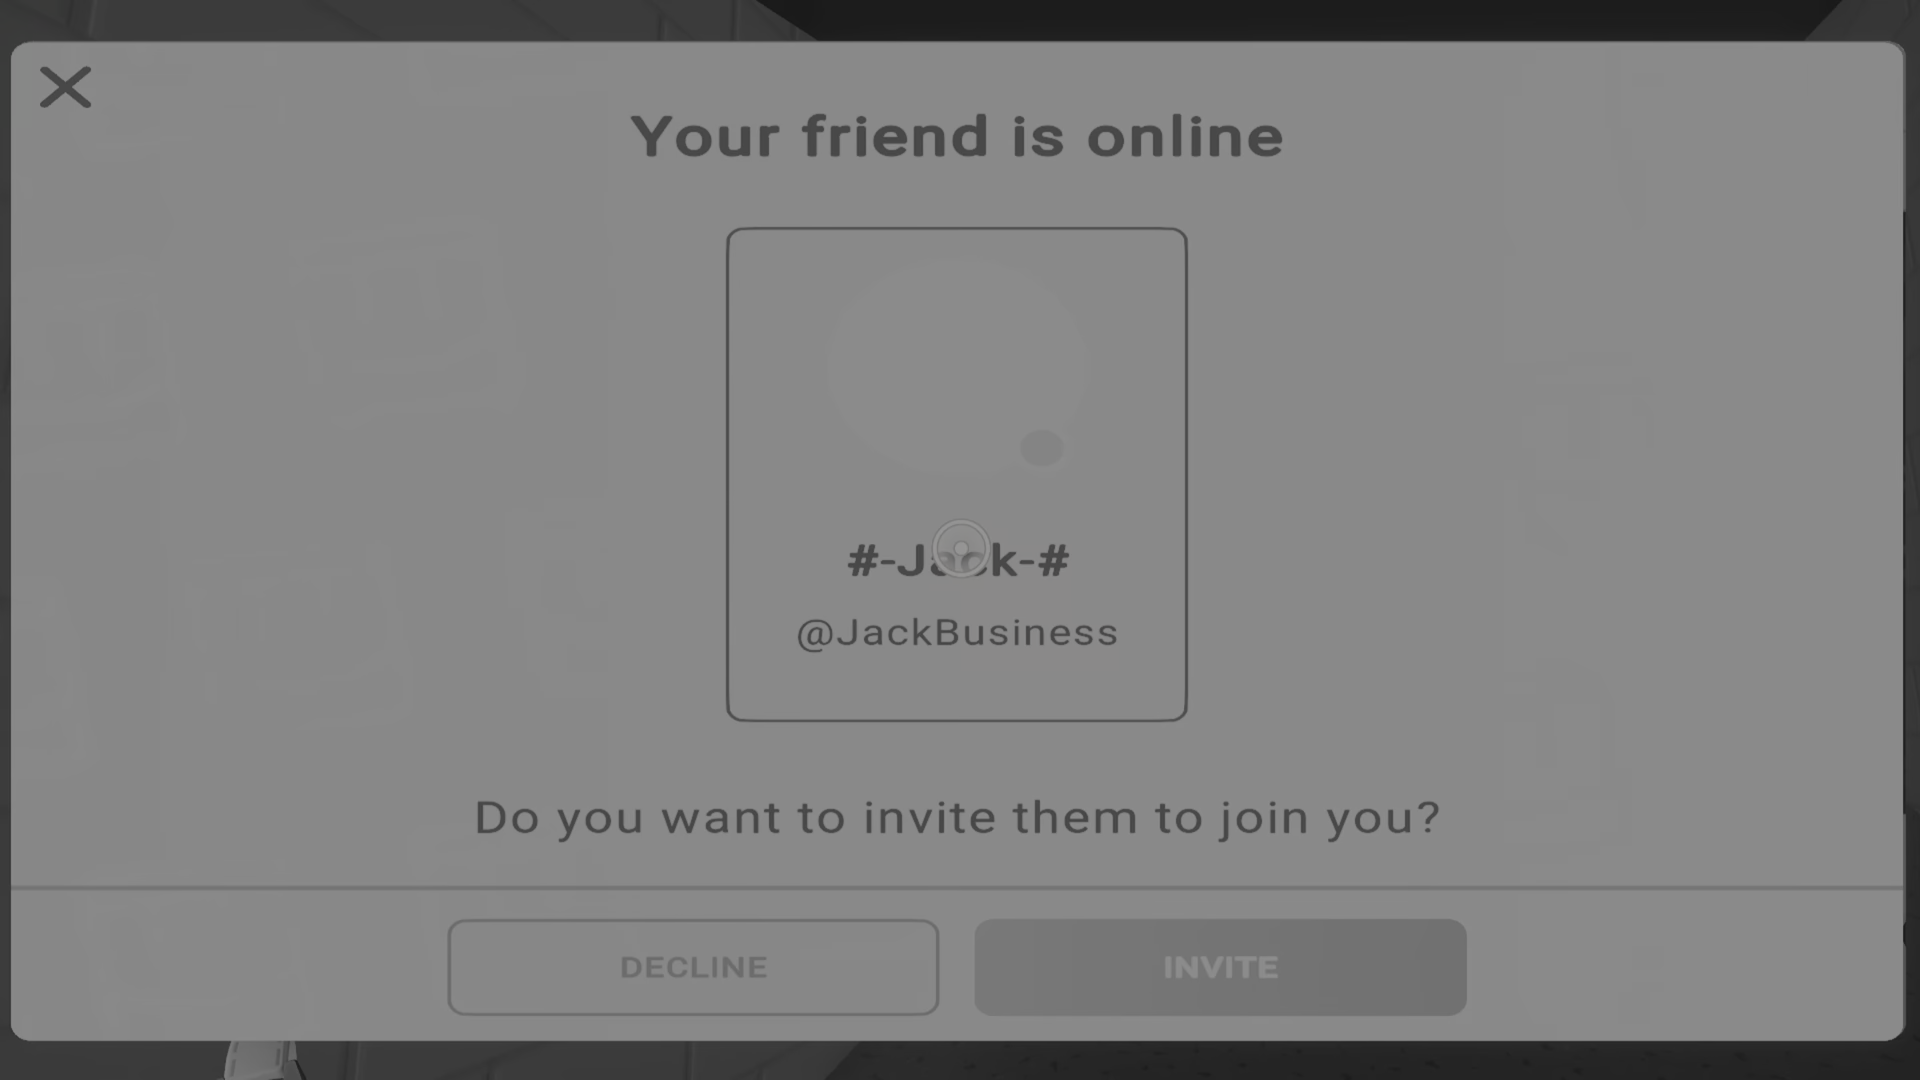 Your friend is online
#-Jack-#
@JackBusiness
Do you want to invite them to join you?
DECLINE
INVITE